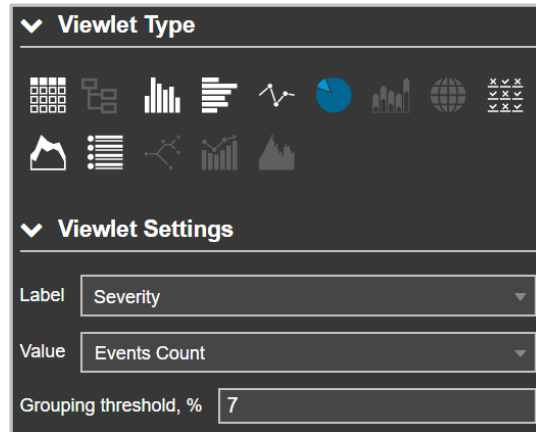 Viewlet Type
Viewlet Settings
Label Severity
Value Events Count
Grouping threshold, % 7